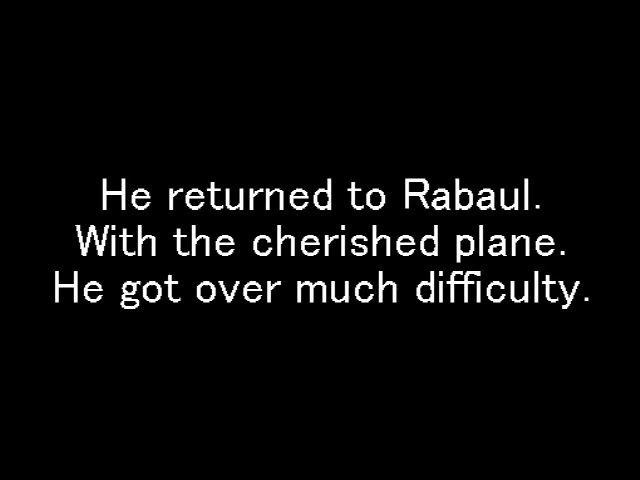 He returned to Rabaul.
With the cherished plane.
He got over much difficulty.